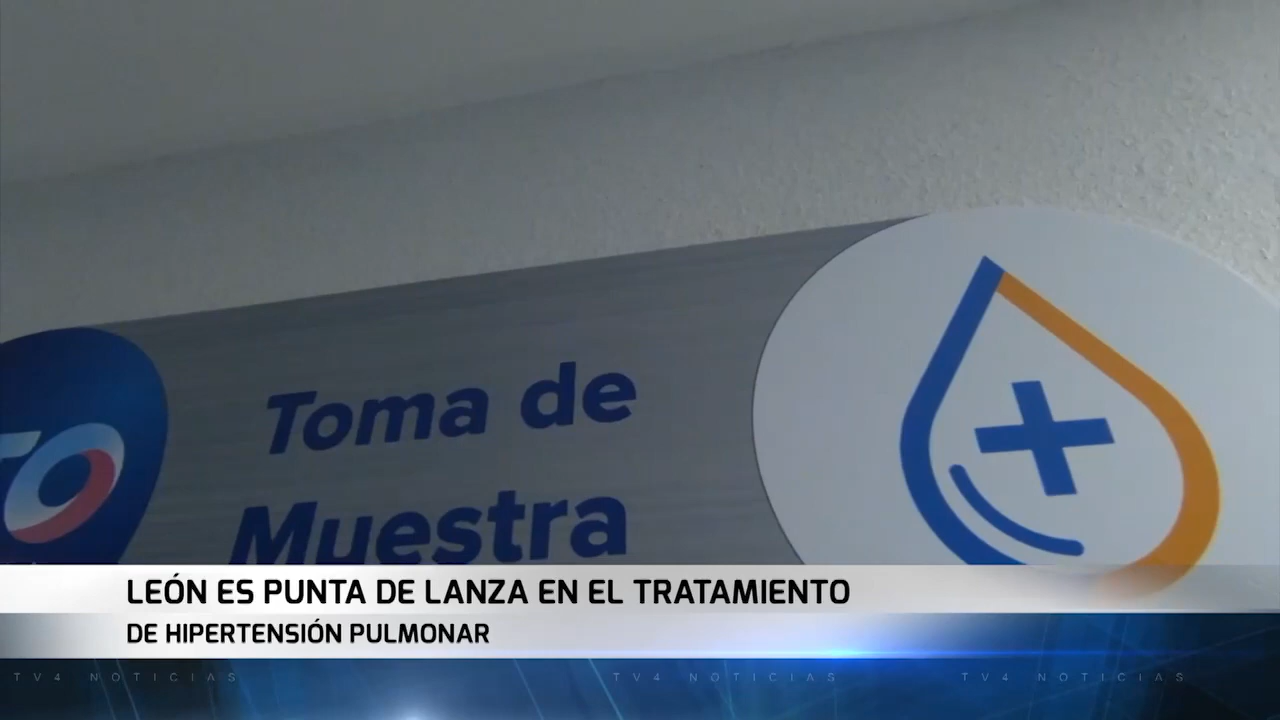 TO
Toma de
Muestra
LEÓN ES PUNTA DE LANZA EN EL TRATAMIENTO
DE HIPERTENSIÓN PULMONAR
TV4 NOTICIAS
TV4 NOTICIAS
TV4 NOTICIAS